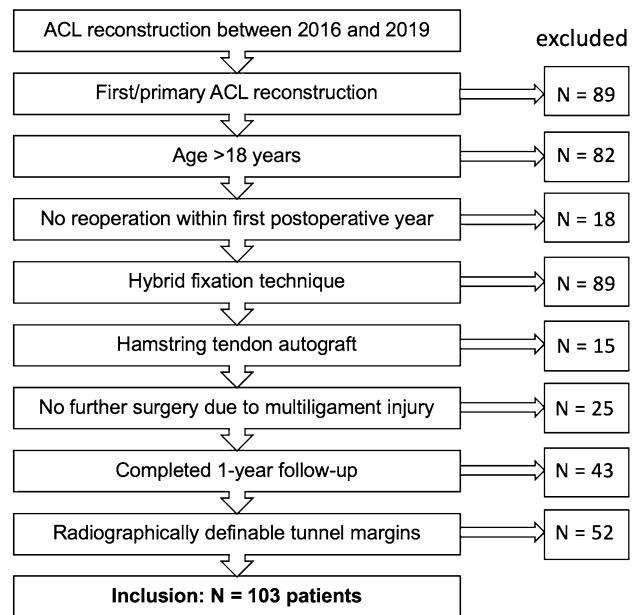 ACL reconstruction between 2016 and 2019
excluded
First/primary ACL reconstruction
N = 89
Age >18 years
N = 82
No reoperation within first postoperative year
N = 18
Hybrid fixation technique
N = 89
Hamstring tendon autograft
N = 15
No further surgery due to multiligament injury
N = 25
Completed 1-year follow-up
N = 43
Radiographically definable tunnel margins
N = 52
Inclusion: N = 103 patients